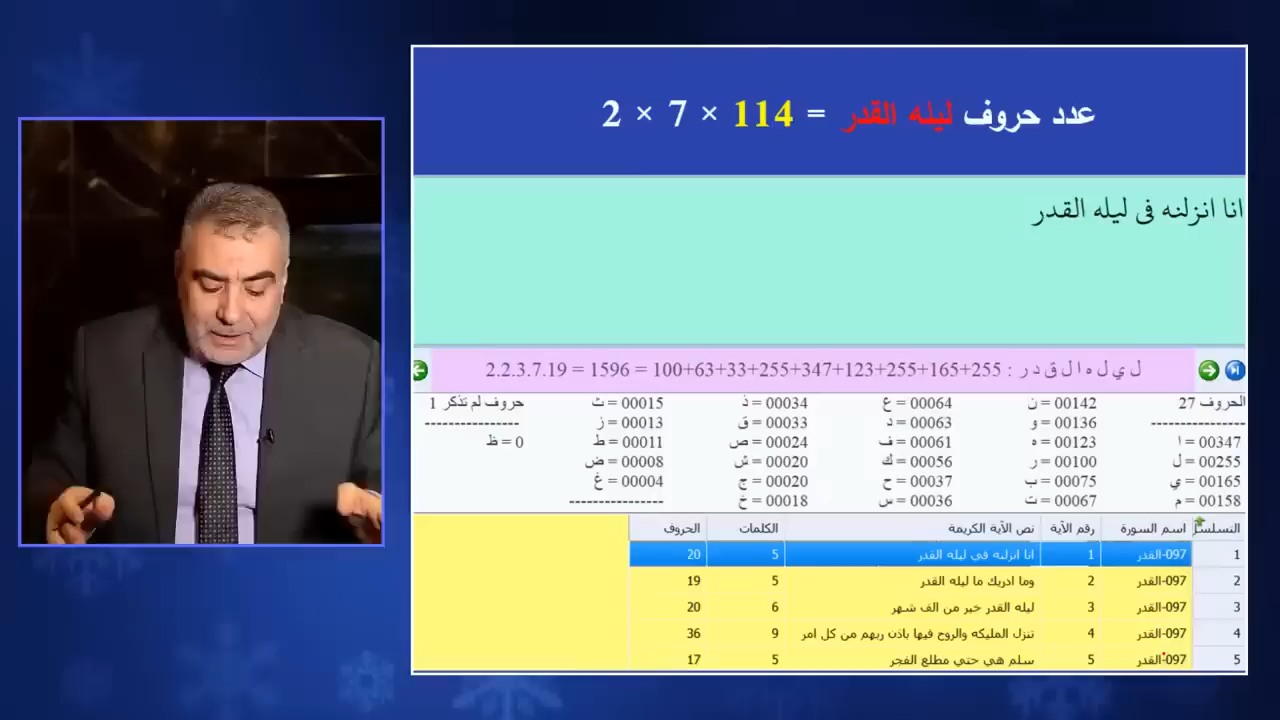 عدد حروف ليله القدر = 114 × 7 × 2
انا انزلنه فى ليله القدر
ل ي ل ه ا ل ق د ر : 255+165+255+123+347+255+33+63+100 = 1596 = 2.2.3.7.19
الحروف 27
---------------
ا = 00347
ل = 00255
ي = 00165
م = 00158
ن = 00142
و = 00136
ه = 00123
ر = 00100
ب = 00075
ت = 00067
ع = 00064
د = 00063
ف = 00061
ك = 00056
ح = 00037
س = 00036
ذ = 00034
ق = 00033
ص = 00024
ش = 00020
ج = 00020
خ = 00018
ث = 00015
ز = 00013
ط = 00011
ض = 00008
غ = 00004
---------------
حروف لم تذكر 1
---------------
ظ = 0
التسلسل اسم السورة رقم الآية نص الآية الكريمة الكلمات الحروف
1 097-القدر 1 انا انزلنه في ليله القدر 5 20
2 097-القدر 2 وما ادريك ما ليله القدر 5 19
3 097-القدر 3 ليله القدر خير من الف شهر 6 20
4 097-القدر 4 تنزل المليكه والروح فيها باذن ربهم من كل امر 9 36
5 097-القدر 5 سلم هي حتي مطلع الفجر 5 17